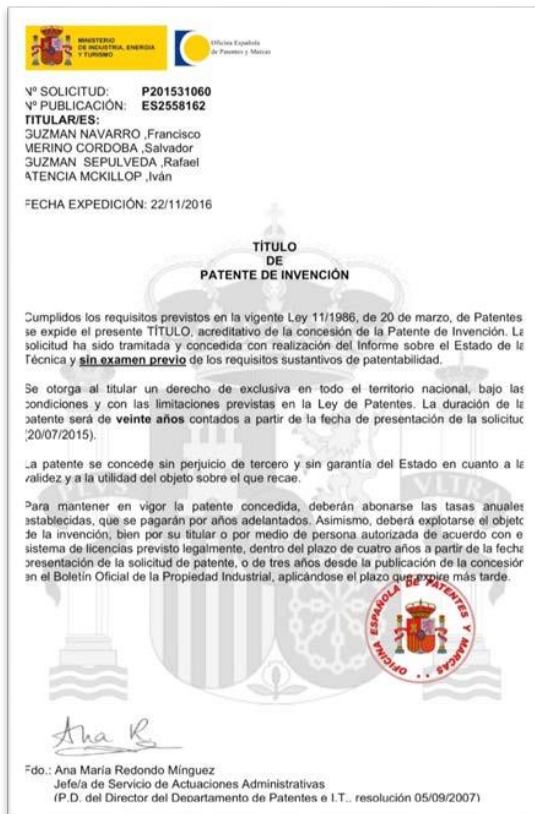 MINISTERIO
DE INDUSTRIA, ENERGÍA
Y TURISMO
Oficina Española
de Patentes y Marcas
Nº SOLICITUD: P201531060
Nº PUBLICACIÓN: ES2558162
TITULAR/ES:
GUZMAN NAVARRO ,Francisco
MERINO CORDOBA ,Salvador
GUZMAN SEPULVEDA ,Rafael
ATENCIA MCKILLOP ,Iván
FECHA EXPEDICIÓN: 22/11/2016
TÍTULO
DE
PATENTE DE INVENCIÓN
Cumplidos los requisitos previstos en la vigente Ley 11/1986, de 20 de marzo, de Patentes
se expide el presente TÍTULO, acreditativo de la concesión de la Patente de Invención. La
solicitud ha sido tramitada y concedida con realización del Informe sobre el Estado de la
Técnica y sin examen previo de los requisitos sustantivos de patentabilidad.
Se otorga al titular un derecho de exclusiva en todo el territorio nacional, bajo las
condiciones y con las limitaciones previstas en la Ley de Patentes. La duración de la
patente será de veinte años contados a partir de la fecha de presentación de la solicitud
(20/07/2015).
La patente se concede sin perjuicio de tercero y sin garantía del Estado en cuanto a la
validez y a la utilidad del objeto sobre el que recae.
Para mantener en vigor la patente concedida, deberán abonarse las tasas anuales
establecidas, que se pagarán por años adelantados. Asimismo, deberá explotarse el objeto
de la invención, bien por su titular o por medio de persona autorizada de acuerdo con e
sistema de licencias previsto legalmente, dentro del plazo de cuatro años a partir de la fecha
presentación de la solicitud de patente, o de tres años desde la publicación de la concesión
en el Boletín Oficial de la Propiedad Industrial, aplicándose el plazo que expire más tarde.
PLUS
VLTRA
OFICINA ESPAÑOLA DE PATENTES Y MARCAS
Ana R
Fdo.: Ana María Redondo Mínguez
Jefe/a de Servicio de Actuaciones Administrativas
(P.D. del Director del Departamento de Patentes e I.T., resolución 05/09/2007)